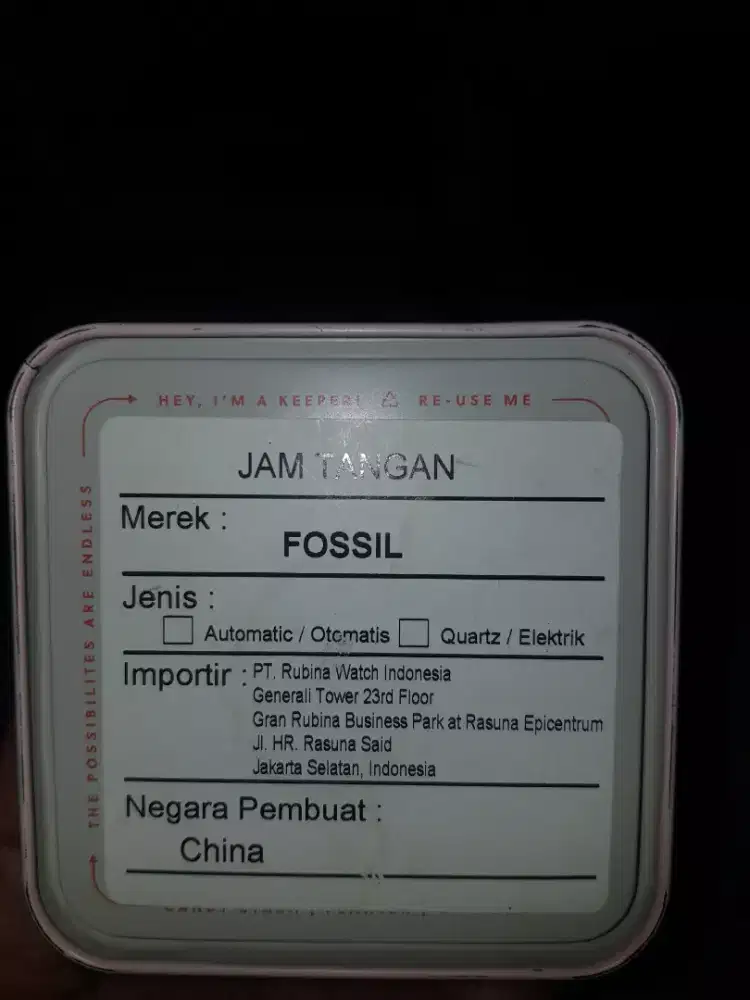 HEY, I'M A KEEPER! RE-USE ME
THE POSSIBILITES ARE ENDLESS
JAM TANGAN
Merek :
FOSSIL
Jenis :
Automatic / Otomatis Quartz / Elektrik
Importir : PT. Rubina Watch Indonesia
Generali Tower 23rd Floor
Gran Rubina Business Park at Rasuna Epicentrum
Jl. HR. Rasuna Said
Jakarta Selatan, Indonesia
Negara Pembuat :
China